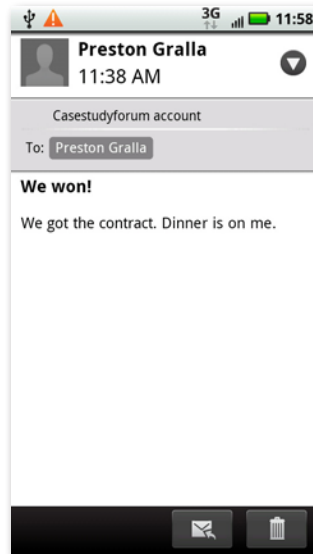 3G 11:58
Preston Gralla
11:38 AM
Casestudyforum account
To: Preston Gralla
We won!
We got the contract. Dinner is on me.